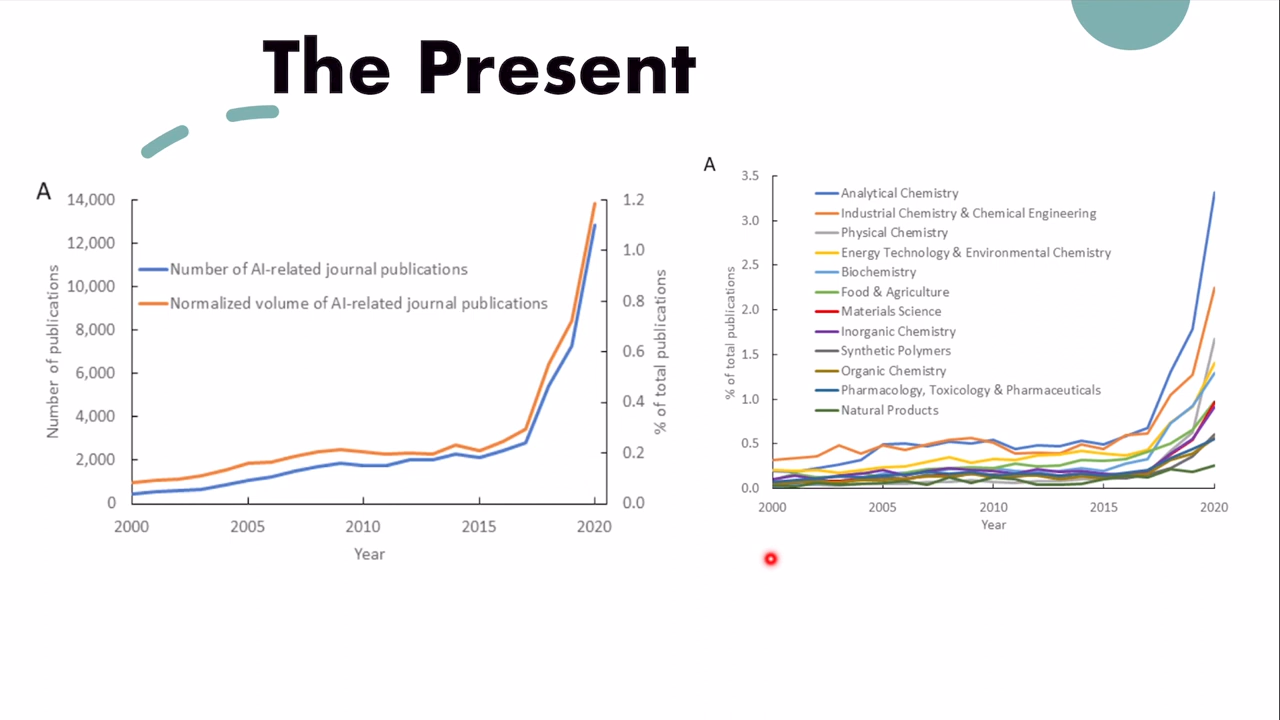 The Present
A
14,000
12,000
10,000
8,000
6,000
4,000
2,000
0
Number of publications
Number of AI-related journal publications
Normalized volume of AI-related journal publications
1.2
1.0
0.8
0.6
0.4
0.2
0.0
% of total publications
2000 2005 2010 2015 2020
Year
A
3.5
3.0
2.5
2.0
1.5
1.0
0.5
0.0
% of total publications
Analytical Chemistry
Industrial Chemistry & Chemical Engineering
Physical Chemistry
Energy Technology & Environmental Chemistry
Biochemistry
Food & Agriculture
Materials Science
Inorganic Chemistry
Synthetic Polymers
Organic Chemistry
Pharmacology, Toxicology & Pharmaceuticals
Natural Products
2000 2005 2010 2015 2020
Year